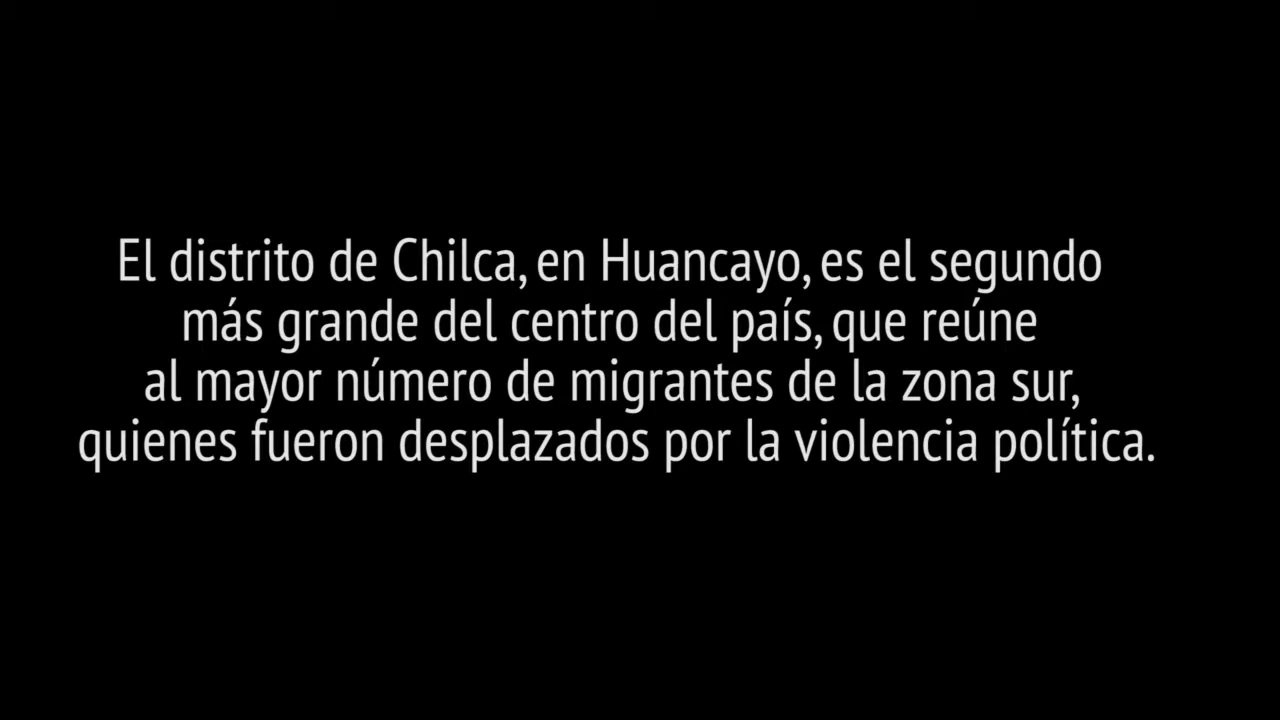 El distrito de Chilca, en Huancayo, es el segundo
más grande del centro del país, que reúne
al mayor número de migrantes de la zona sur,
quienes fueron desplazados por la violencia política.